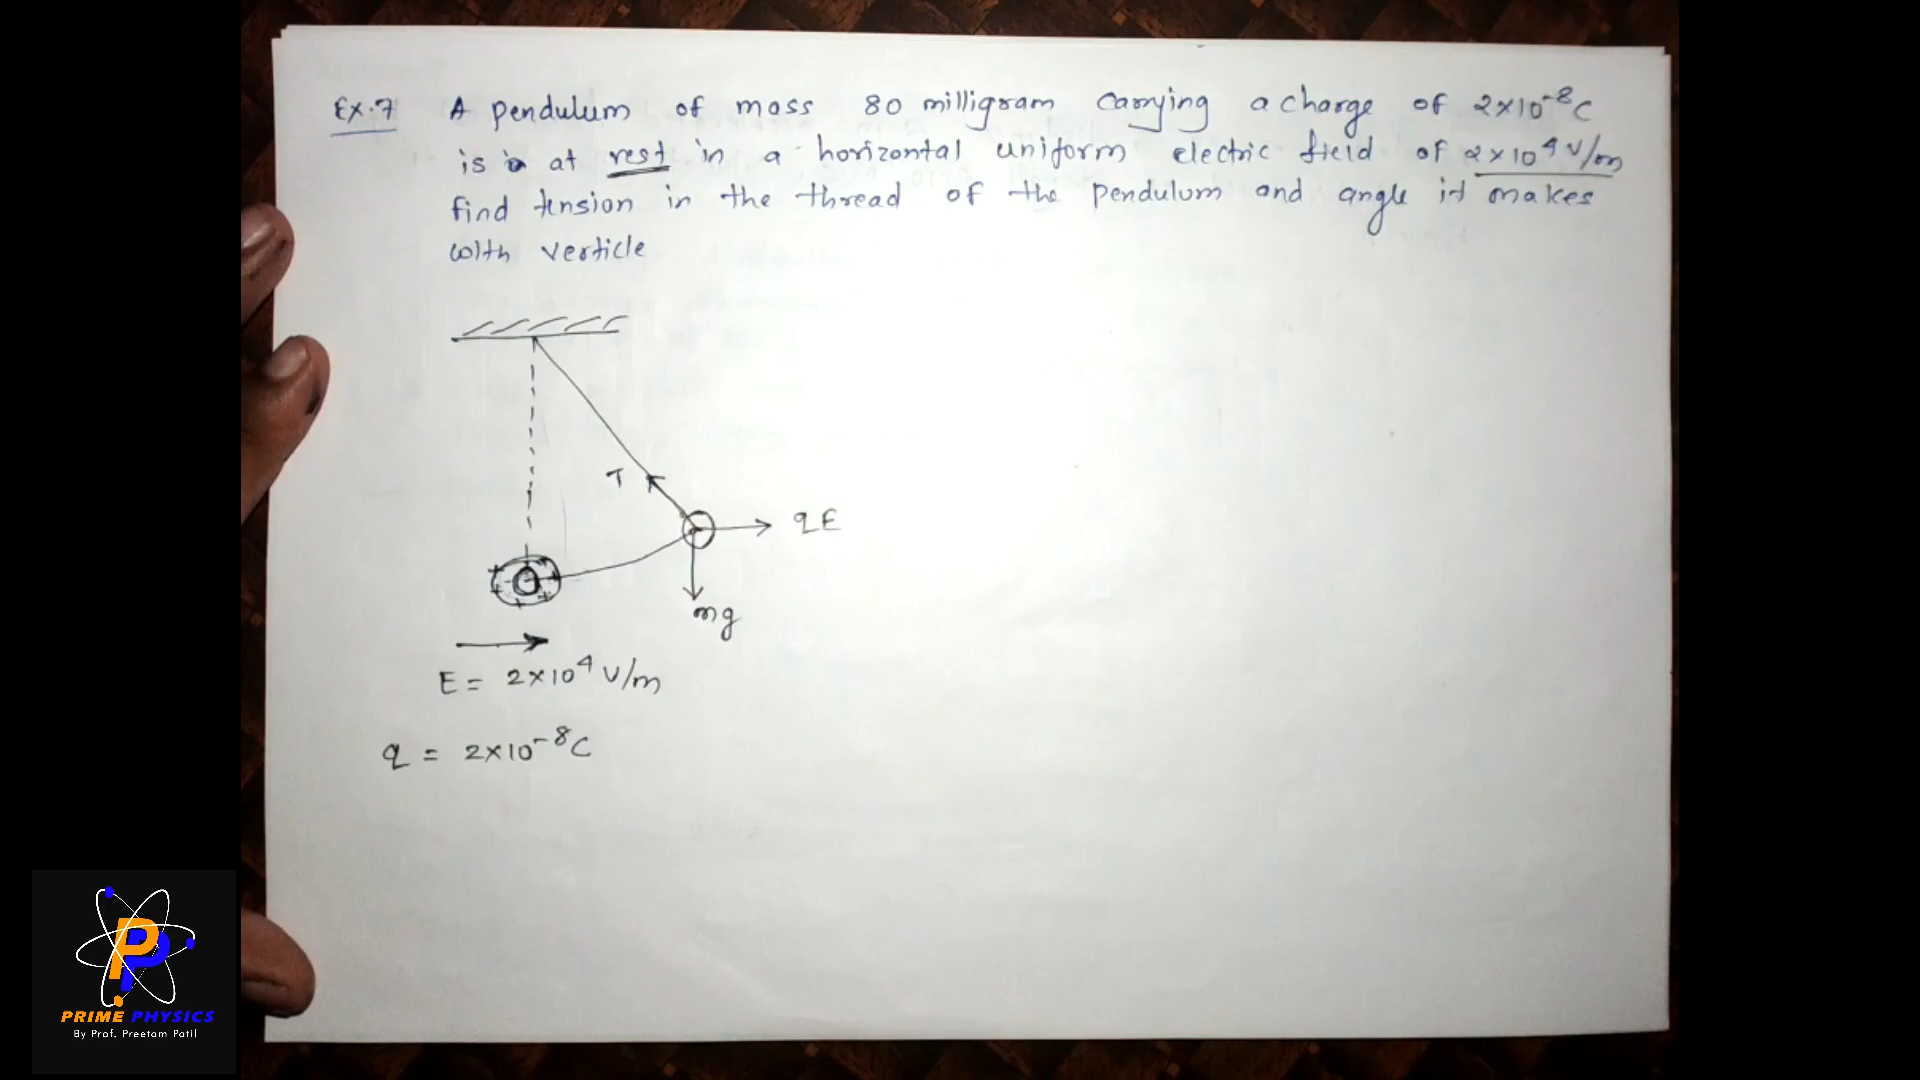 Ex.7 A pendulum of mass 80 milligram carrying a charge of 2×10⁻⁸C
is at rest in a horizontal uniform electric field of 2×10⁴ V/m
find tension in the thread of the pendulum and angle it makes
with verticle
T
qE
mg
E = 2×10⁴ V/m
q = 2×10⁻⁸C
PRIME PHYSICS
By Prof. Preetam Patil